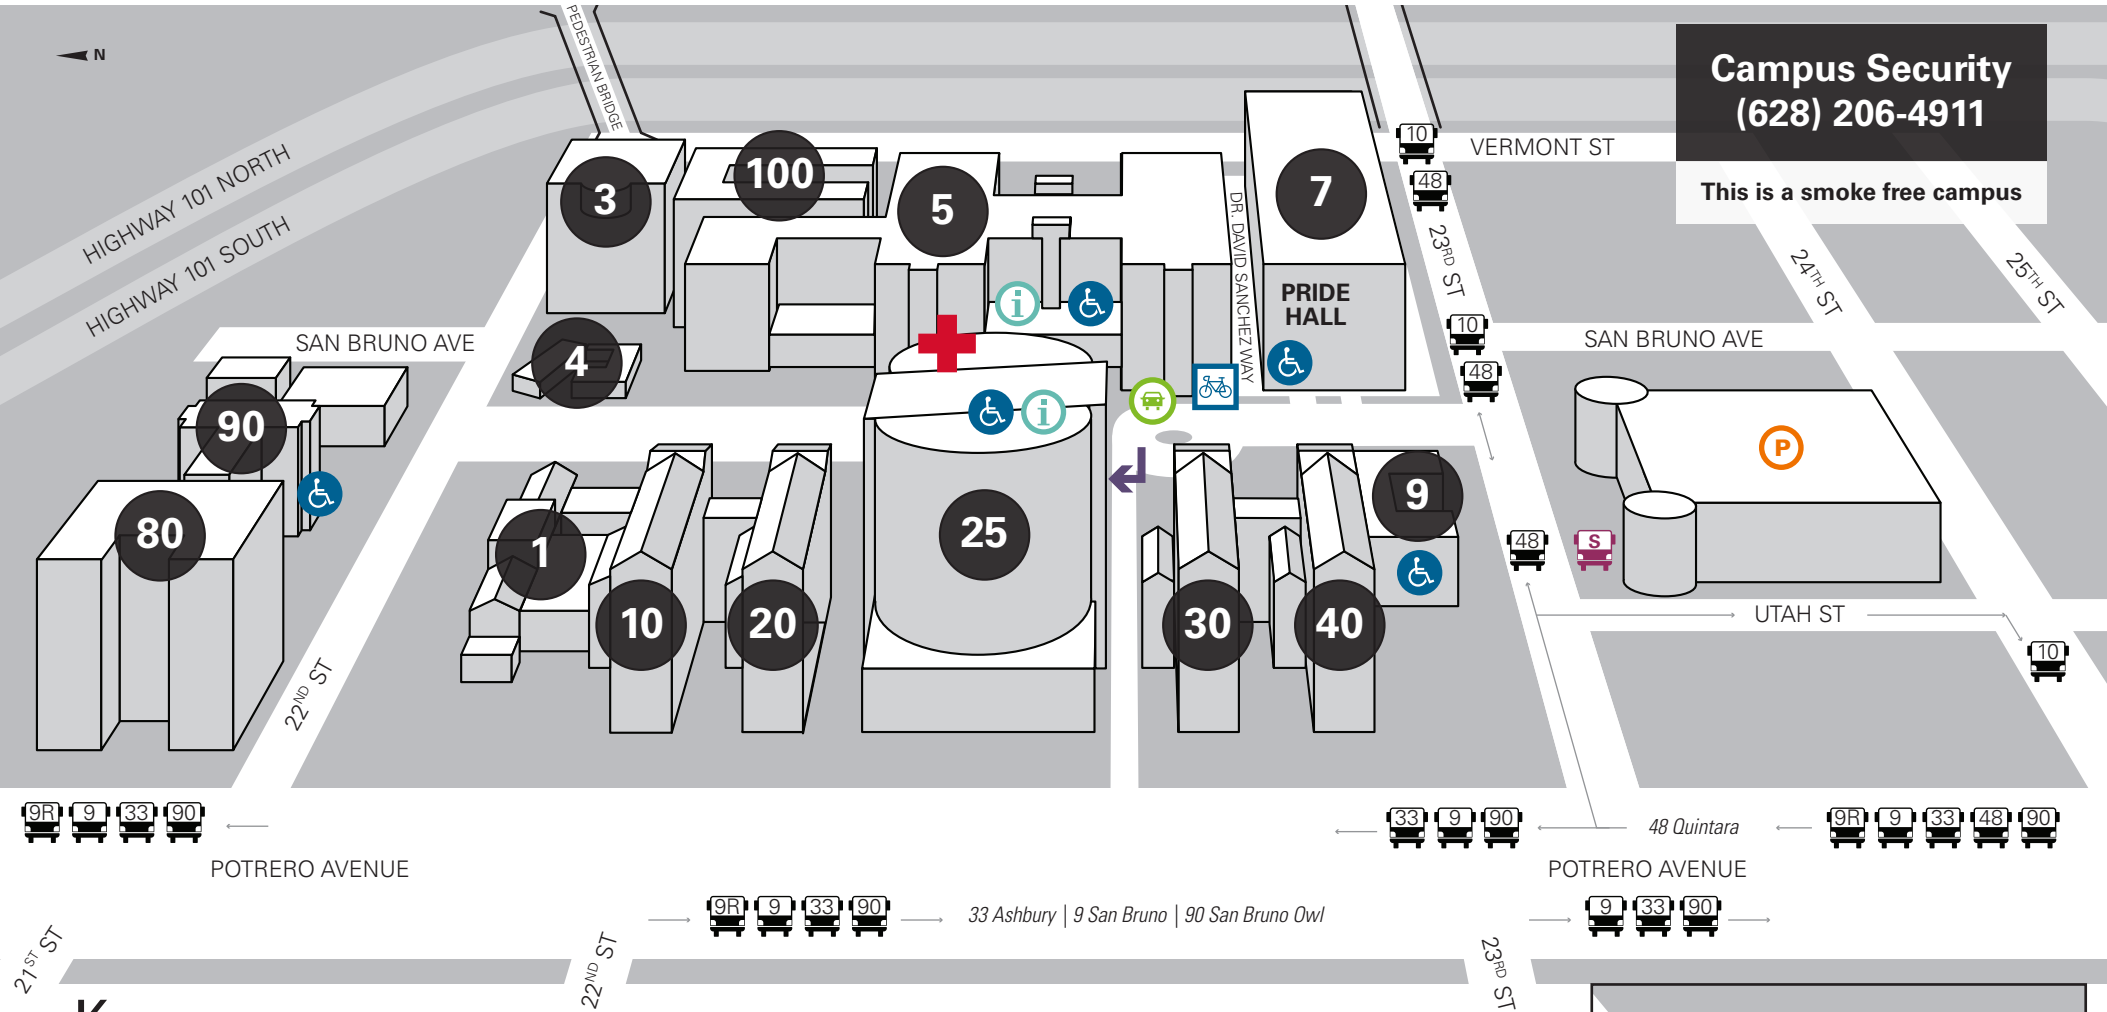 N
PEDESTRIAN BRIDGE
Campus Security
(628) 206-4911
This is a smoke free campus
HIGHWAY 101 NORTH
HIGHWAY 101 SOUTH
3
100
5
7
PRIDE
HALL
DR. DAVID SANCHEZ WAY
10
VERMONT ST
48
23RD ST
24TH ST
25TH ST
SAN BRUNO AVE
4
i
10
SAN BRUNO AVE
48
90
i
P
80
1
25
9
48
S
10
20
30
40
UTAH ST
10
22ND ST
9R
9
33
90
33
9
90
48 Quintara
9R
9
33
48
90
POTRERO AVENUE
POTRERO AVENUE
9R
9
33
90
33 Ashbury | 9 San Bruno | 90 San Bruno Owl
9
33
90
21ST ST
22ND ST
23RD ST